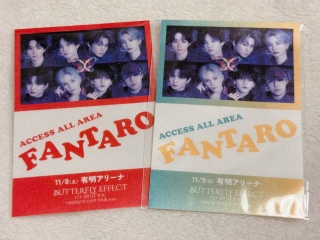 ACCESS ALL AREA
FANTARO
11/8(土) 有明アリーナ
BUTTERFLY EFFECT
ACCESS ALL AREA
FANTARO
11/9(日) 有明アリーナ
BUTTERFLY EFFECT